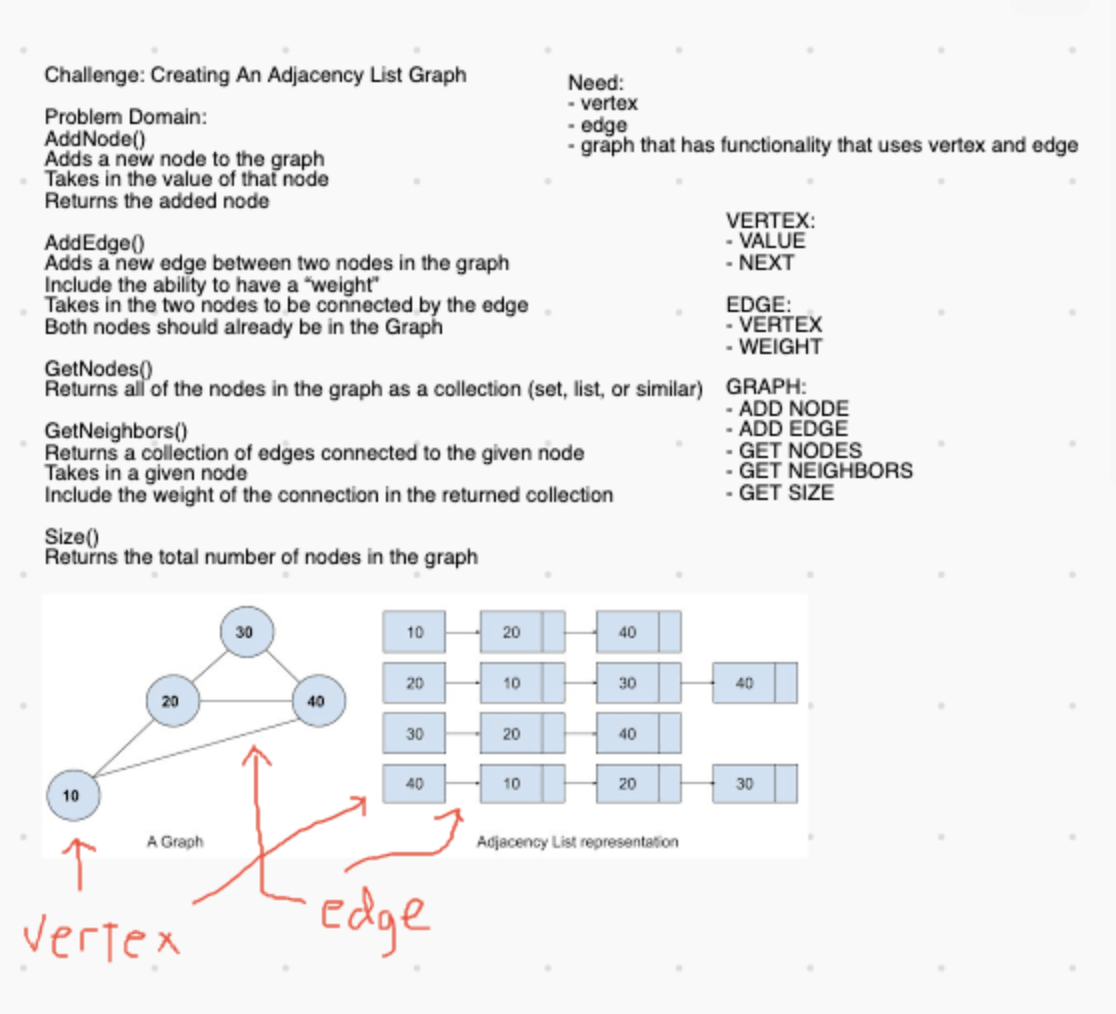 Challenge: Creating An Adjacency List Graph
Problem Domain:
AddNode()
Adds a new node to the graph
Takes in the value of that node
Returns the added node
AddEdge()
Adds a new edge between two nodes in the graph
Include the ability to have a “weight”
Takes in the two nodes to be connected by the edge
Both nodes should already be in the Graph
GetNodes()
Returns all of the nodes in the graph as a collection (set, list, or similar)
GetNeighbors()
Returns a collection of edges connected to the given node
Takes in a given node
Include the weight of the connection in the returned collection
Size()
Returns the total number of nodes in the graph
Need:
- vertex
- edge
- graph that has functionality that uses vertex and edge
VERTEX:
- VALUE
- NEXT
EDGE:
- VERTEX
- WEIGHT
GRAPH:
- ADD NODE
- ADD EDGE
- GET NODES
- GET NEIGHBORS
- GET SIZE
30
20
40
10
A Graph
10 20 40
20 10 30 40
30 20 40
40 10 20 30
Adjacency List representation
vertex
edge